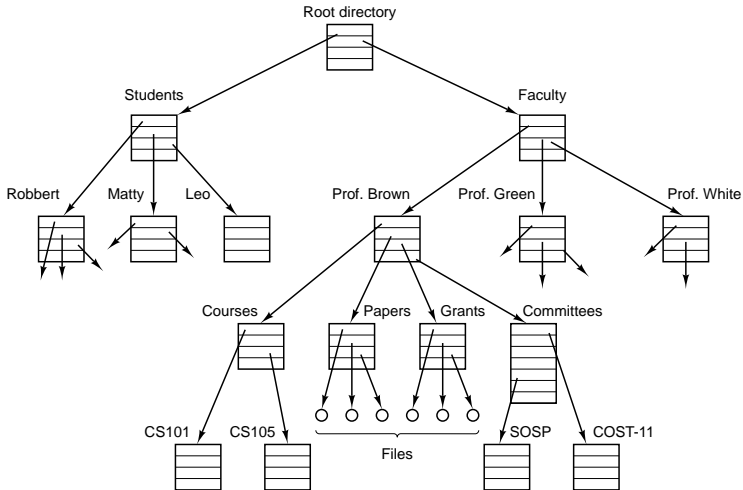 Root directory
Students
Faculty
Robbert
Matty
Leo
Prof. Brown
Prof. Green
Prof. White
Courses
Papers
Grants
Committees
CS101
CS105
Files
SOSP
COST-11